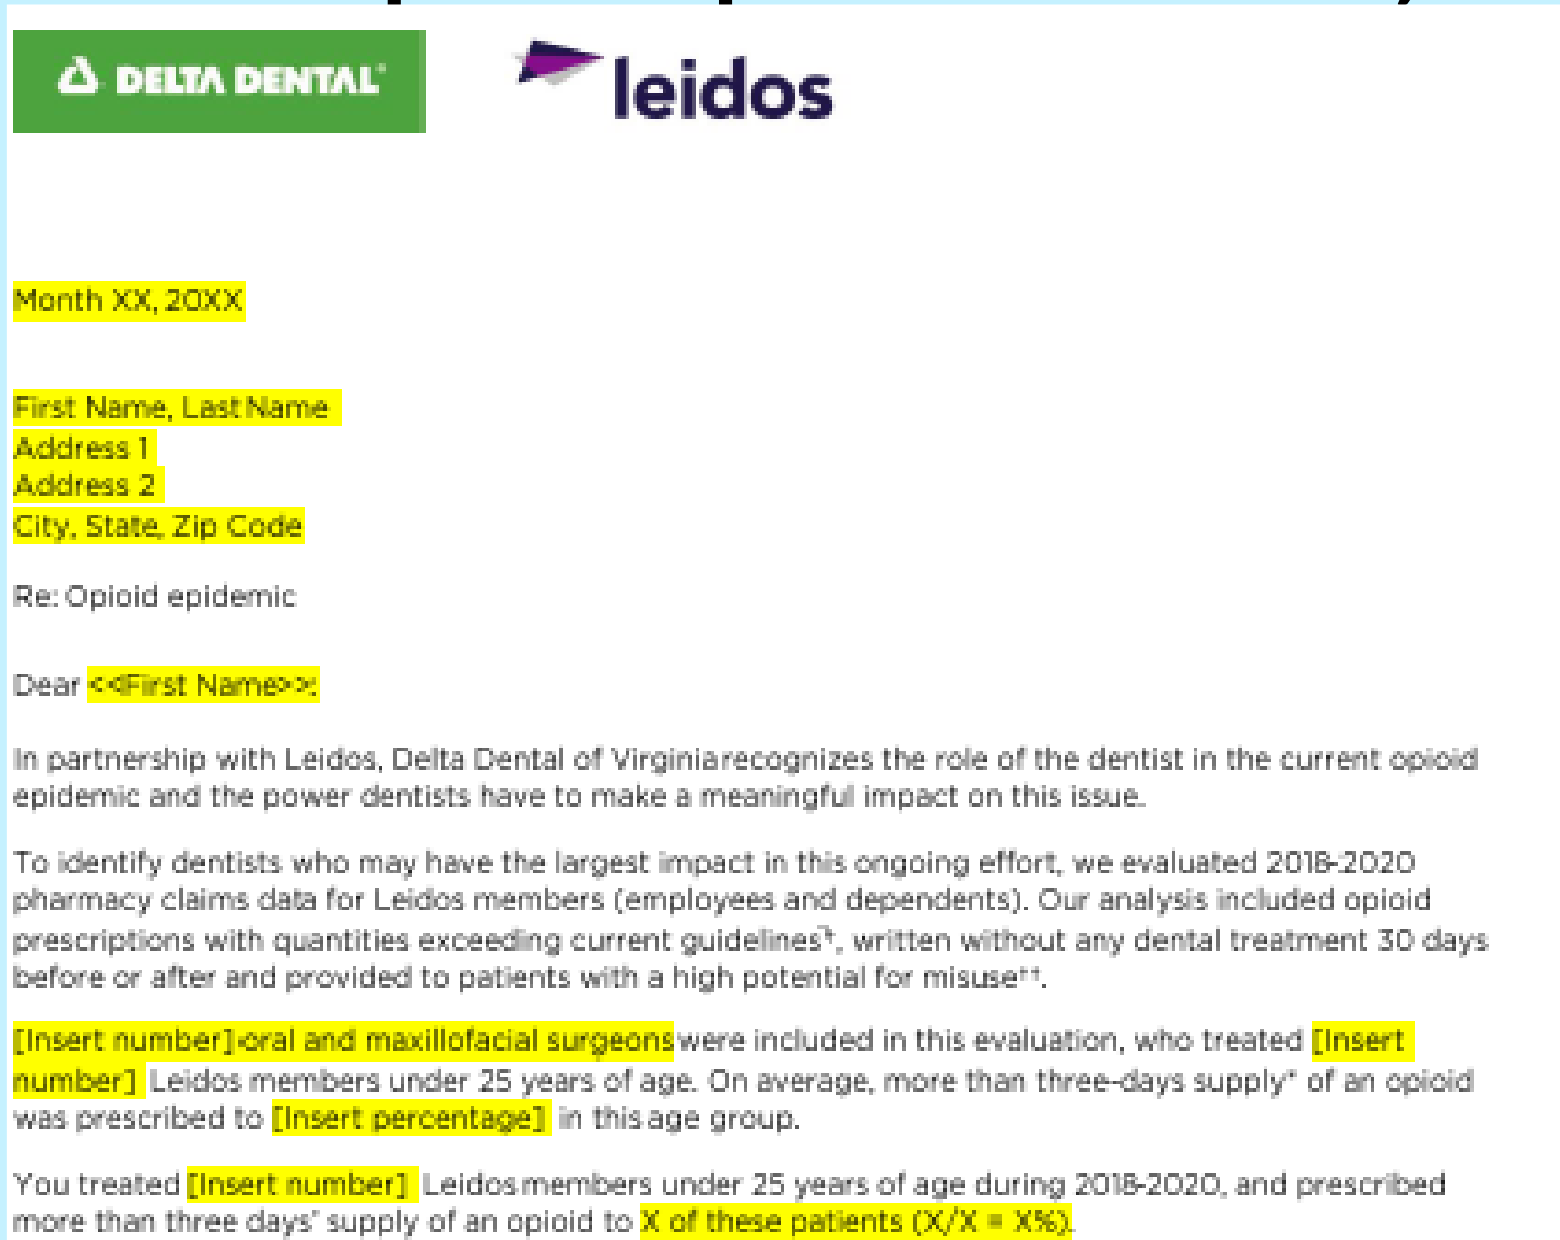 DELTA DENTAL®
leidos
Month XX, 20XX
First Name, Last Name
Address 1
Address 2
City, State, Zip Code
Re: Opioid epidemic
Dear <<First Name>>:
In partnership with Leidos, Delta Dental of Virginia recognizes the role of the dentist in the current opioid
epidemic and the power dentists have to make a meaningful impact on this issue.
To identify dentists who may have the largest impact in this ongoing effort, we evaluated 2018-2020
pharmacy claims data for Leidos members (employees and dependents). Our analysis included opioid
prescriptions with quantities exceeding current guidelines, written without any dental treatment 30 days
before or after and provided to patients with a high potential for misuse††.
[Insert number] oral and maxillofacial surgeons were included in this evaluation, who treated [Insert
number] Leidos members under 25 years of age. On average, more than three-days supply* of an opioid
was prescribed to [Insert percentage] in this age group.
You treated [Insert number] Leidos members under 25 years of age during 2018-2020, and prescribed
more than three days' supply of an opioid to X of these patients (X/X = X%).